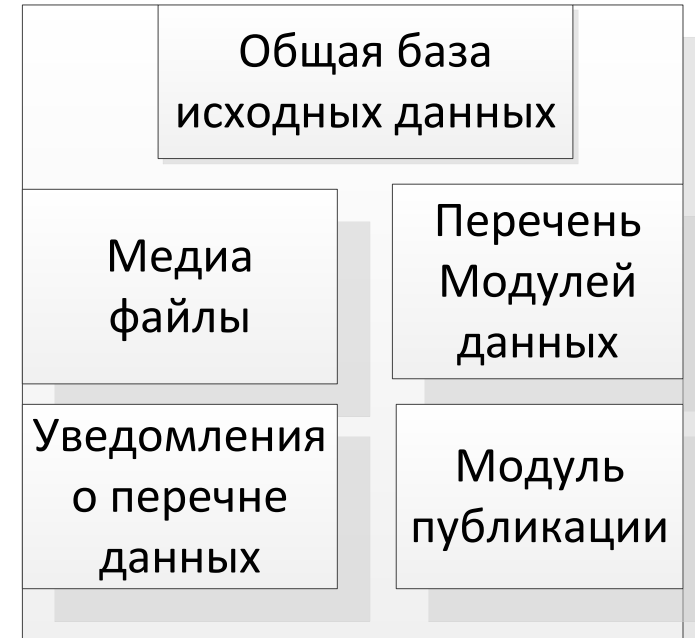 Общая база
исходных данных
Медиа
файлы
Перечень
Модулей
данных
Уведомления
о перечне
данных
Модуль
публикации